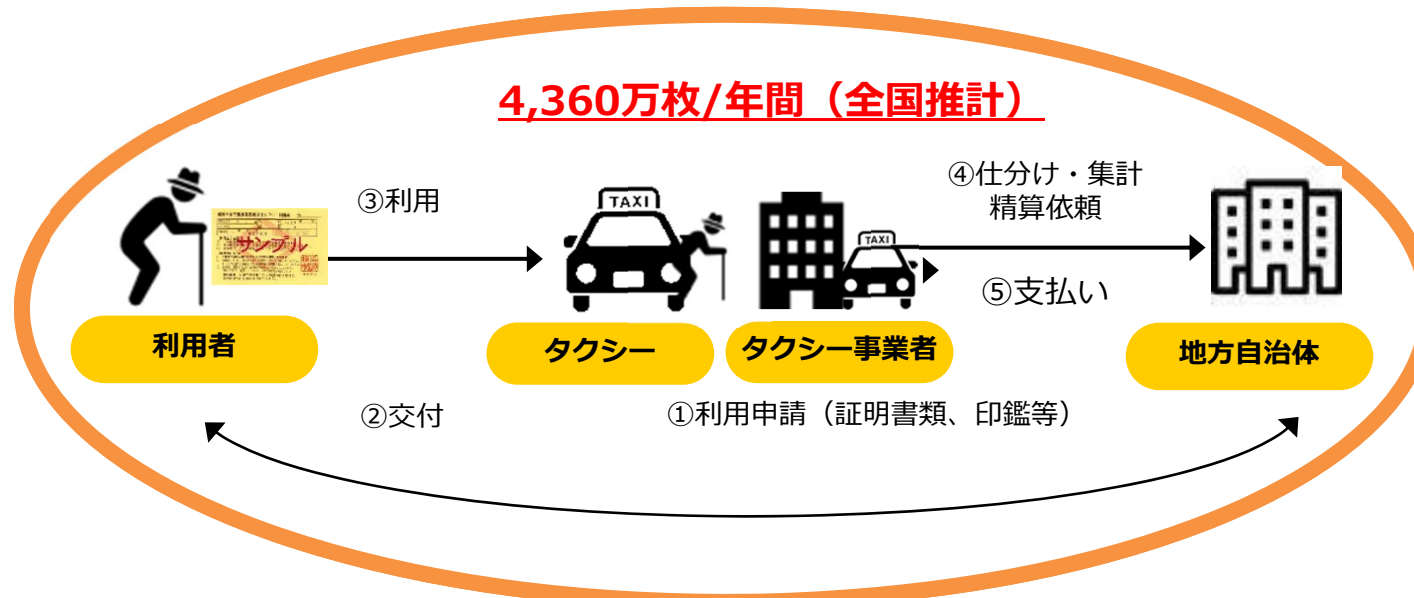 4,360万枚/年間（全国推計）
③利用
サンプル
TAXI
TAXI
④仕分け・集計
精算依頼
⑤支払い
利用者
タクシー
タクシー事業者
地方自治体
②交付
①利用申請（証明書類、印鑑等）